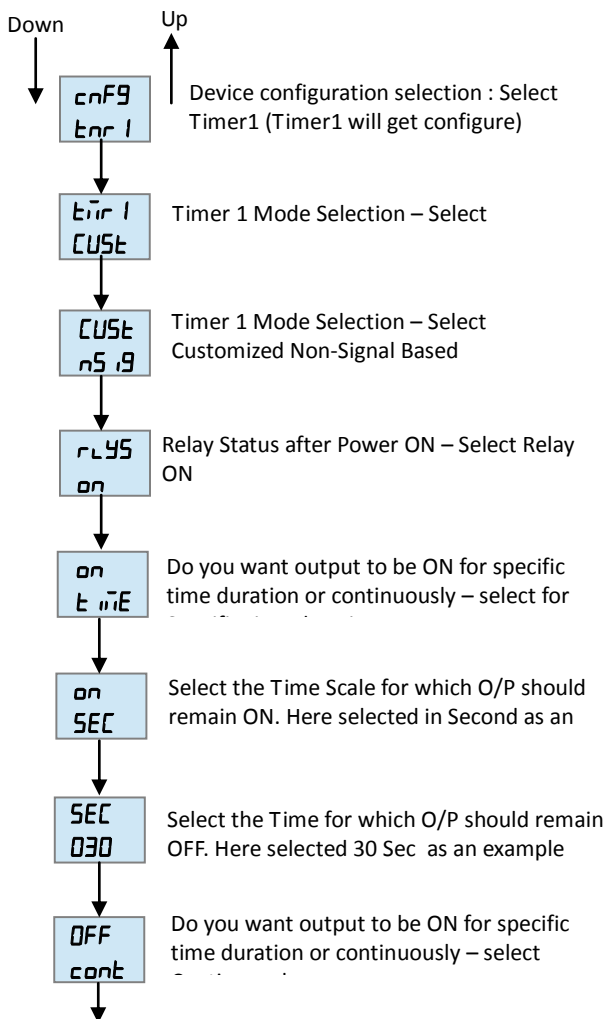 Down
Up
cnF9
tnr 1
Device configuration selection : Select
Timer1 (Timer1 will get configure)
tmr 1
CUSt
Timer 1 Mode Selection – Select
CUSt
nSig
Timer 1 Mode Selection – Select
Customized Non-Signal Based
rLYS
on
Relay Status after Power ON – Select Relay
ON
on
timE
Do you want output to be ON for specific
time duration or continuously – select for
on
SEC
Select the Time Scale for which O/P should
remain ON. Here selected in Second as an
SEC
030
Select the Time for which O/P should remain
OFF. Here selected 30 Sec as an example
OFF
cont
Do you want output to be ON for specific
time duration or continuously – select